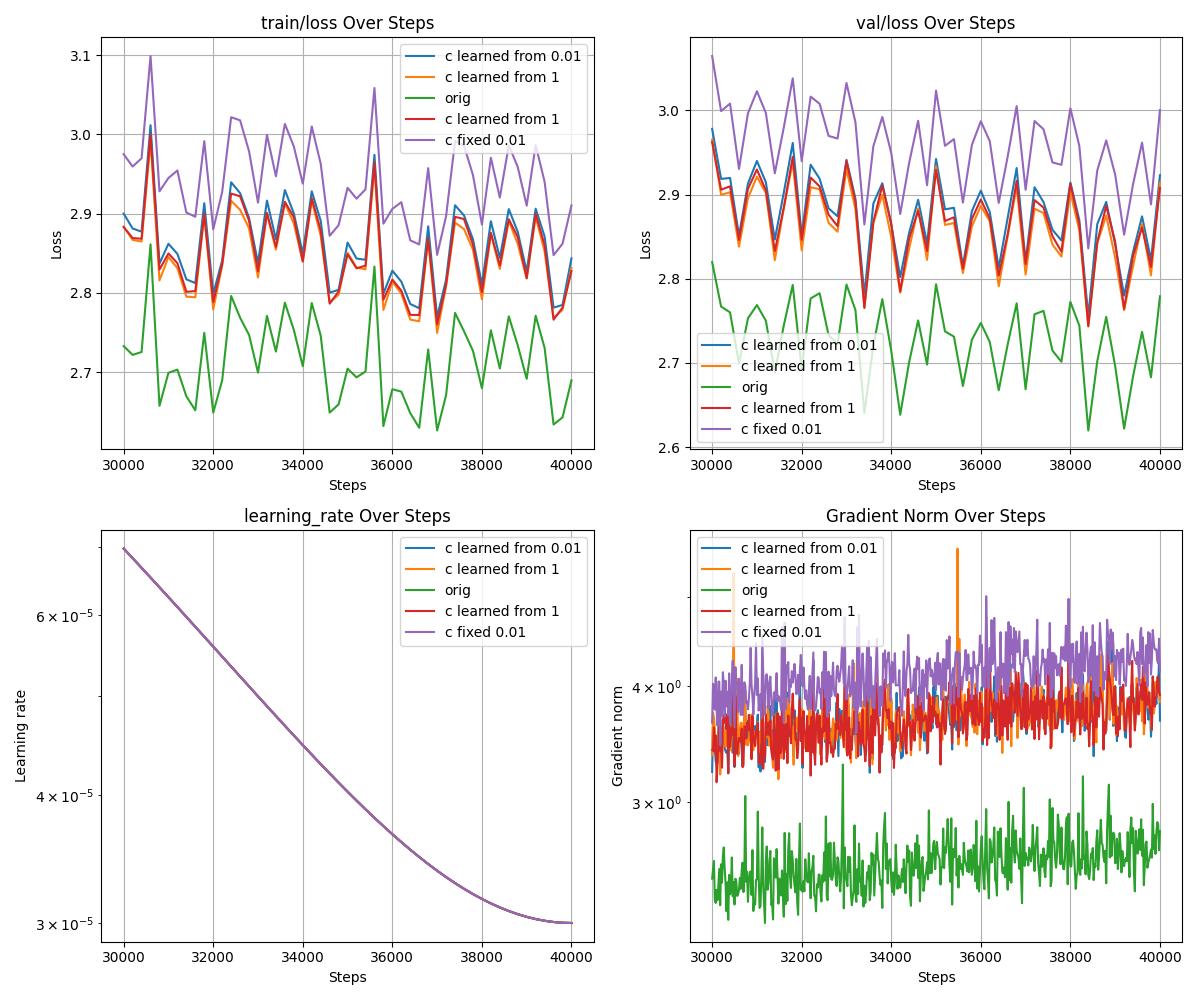 train/loss Over Steps
Loss
3.1
3.0
2.9
2.8
2.7
30000
32000
34000
36000
38000
40000
Steps
c learned from 0.01
c learned from 1
orig
c learned from 1
c fixed 0.01
val/loss Over Steps
Loss
3.0
2.9
2.8
2.7
2.6
30000
32000
34000
36000
38000
40000
Steps
c learned from 0.01
c learned from 1
orig
c learned from 1
c fixed 0.01
learning_rate Over Steps
Learning rate
6 × 10⁻⁵
4 × 10⁻⁵
3 × 10⁻⁵
30000
32000
34000
36000
38000
40000
Steps
c learned from 0.01
c learned from 1
orig
c learned from 1
c fixed 0.01
Gradient Norm Over Steps
Gradient norm
4 × 10⁰
3 × 10⁰
30000
32000
34000
36000
38000
40000
Steps
c learned from 0.01
c learned from 1
orig
c learned from 1
c fixed 0.01